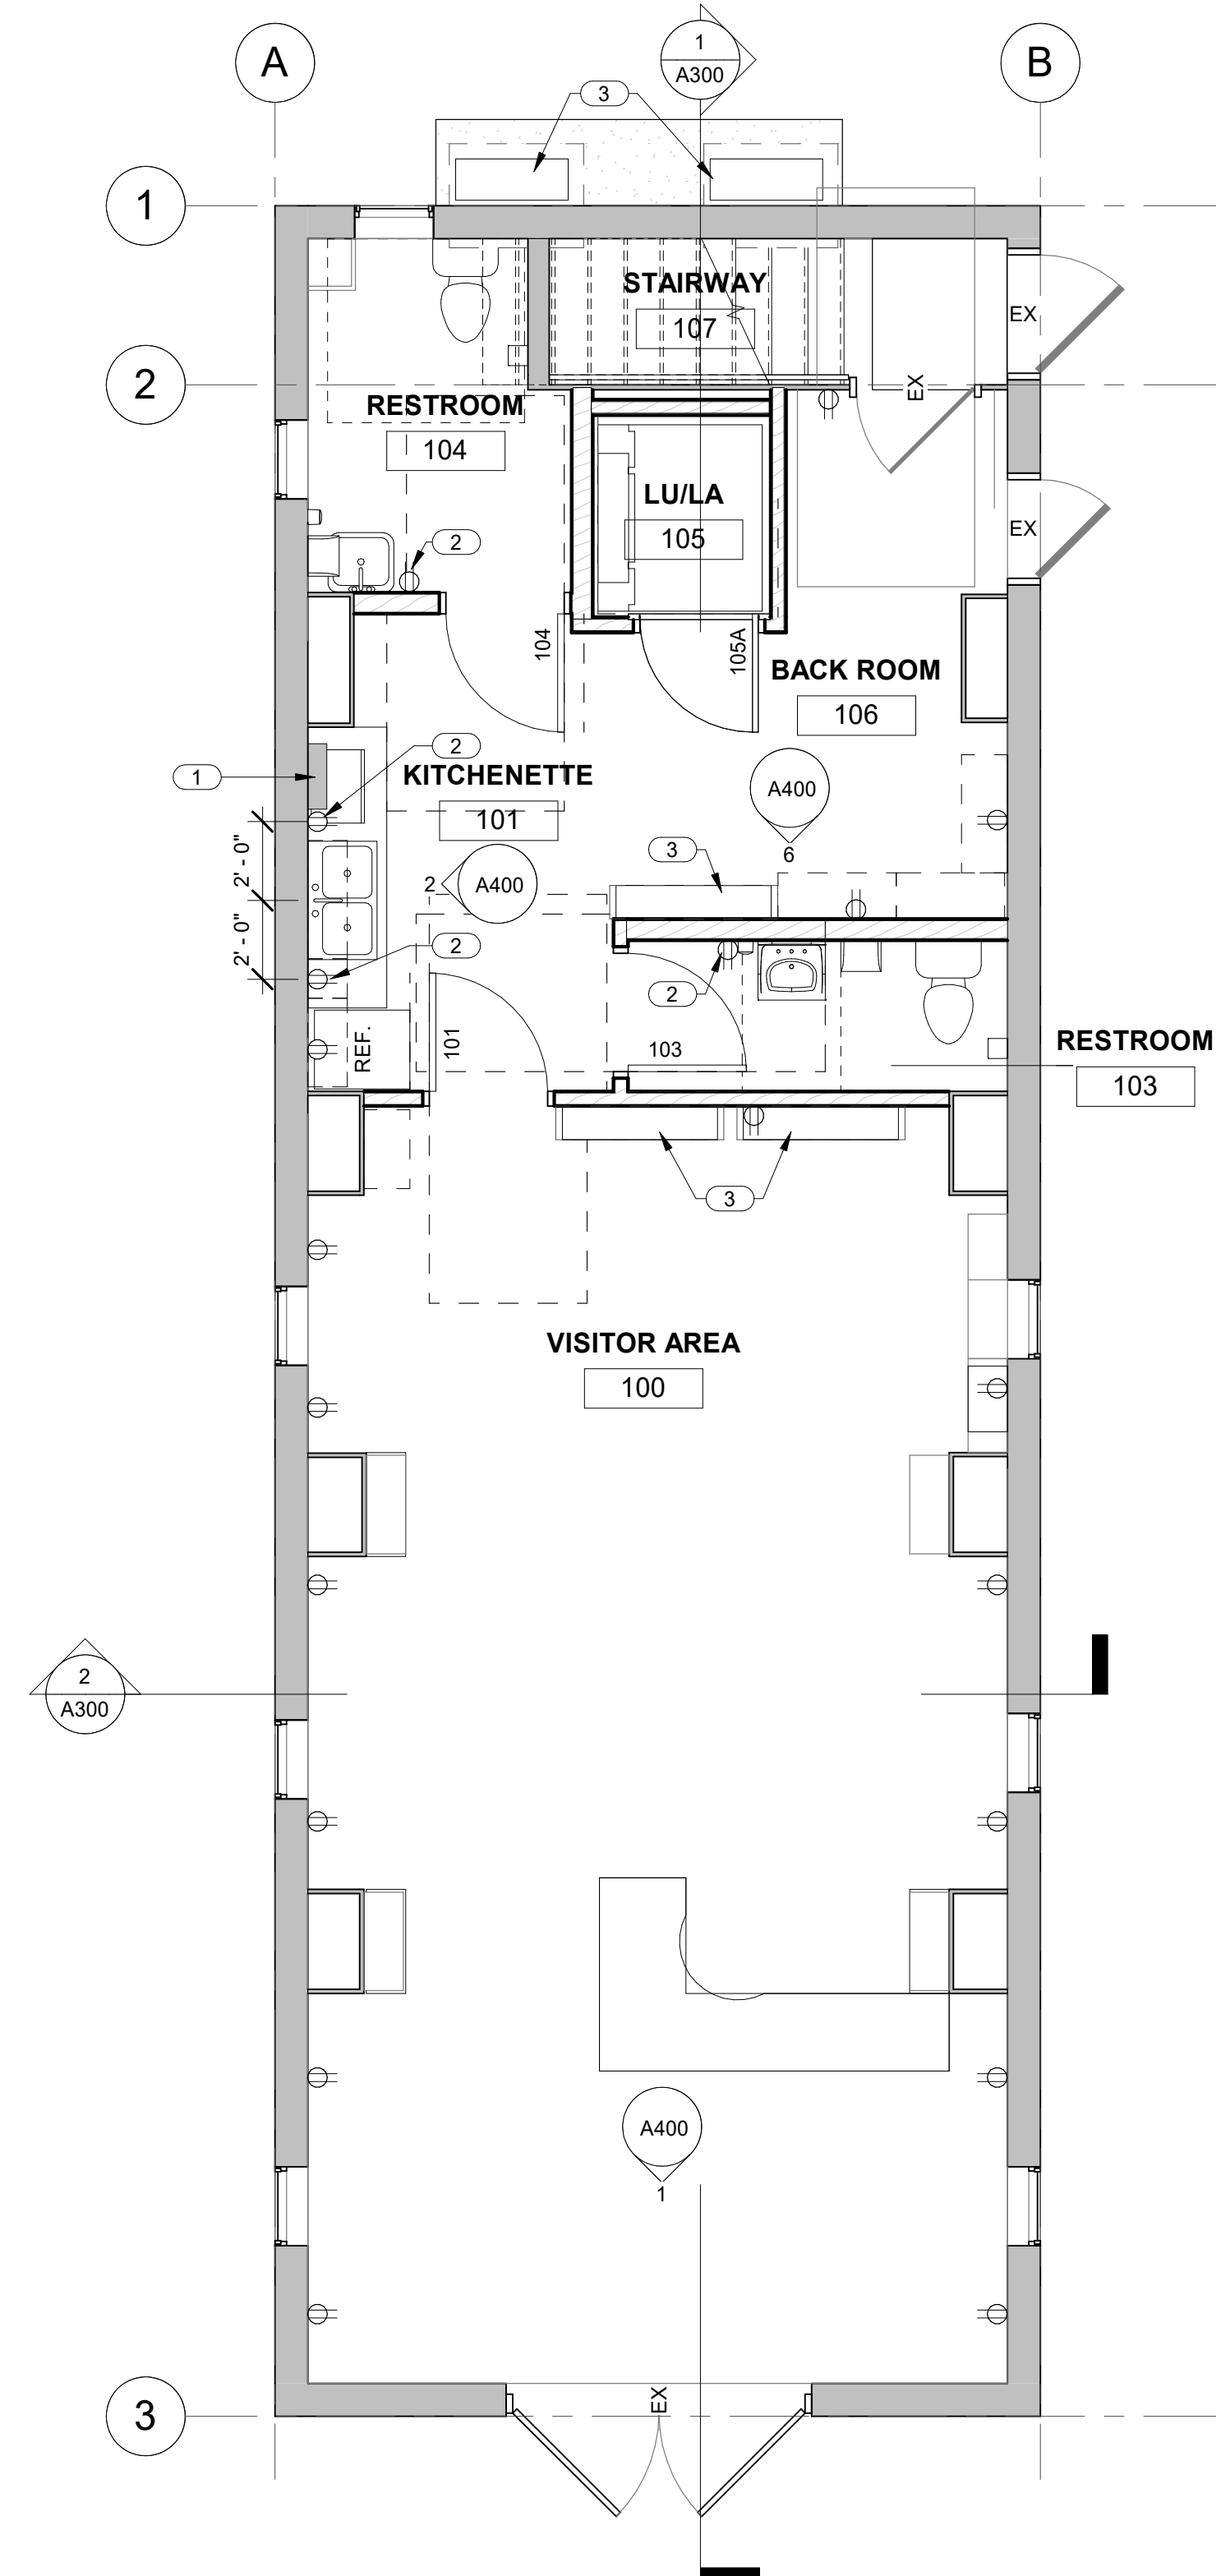 A
1
A300
B
3
1
STAIRWAY
107
EX
2
EX
RESTROOM
104
LU/LA
105
EX
2
104
105A
BACK ROOM
106
2
KITCHENETTE
101
1
A400
6
2' - 0"
3
2
A400
2' - 0"
2
2
REF.
101
103
RESTROOM
103
3
VISITOR AREA
100
2
A300
A400
1
3
EX